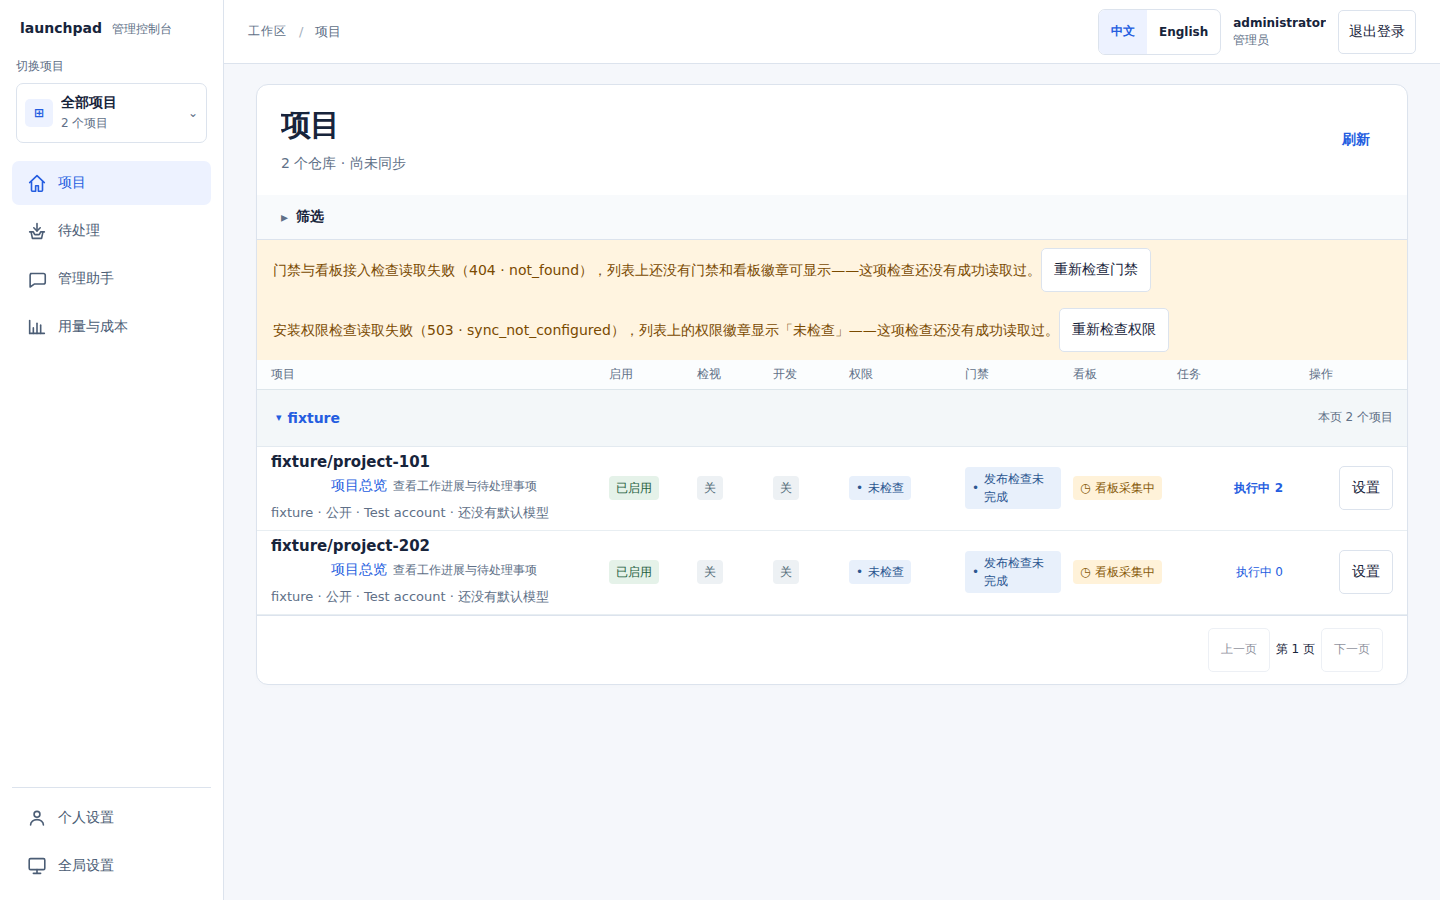 launchpad 管理控制台
切换项目
全部项目
2 个项目
项目
待处理
管理助手
用量与成本
个人设置
全局设置
工作区 / 项目
中文 English
administrator
管理员
退出登录
项目
2 个仓库 · 尚未同步
刷新
筛选
门禁与看板接入检查读取失败（404 · not_found），列表上还没有门禁和看板徽章可显示——这项检查还没有成功读取过。 重新检查门禁
安装权限检查读取失败（503 · sync_not_configured），列表上的权限徽章显示「未检查」——这项检查还没有成功读取过。 重新检查权限
项目 启用 检视 开发 权限 门禁 看板 任务 操作
fixture 本页 2 个项目
fixture/project-101
项目总览 查看工作进展与待处理事项
fixture · 公开 · Test account · 还没有默认模型
已启用 关 关 • 未检查 • 发布检查未
完成
看板采集中 执行中 2 设置
fixture/project-202
项目总览 查看工作进展与待处理事项
fixture · 公开 · Test account · 还没有默认模型
已启用 关 关 • 未检查 • 发布检查未
完成
看板采集中 执行中 0 设置
上一页 第 1 页 下一页